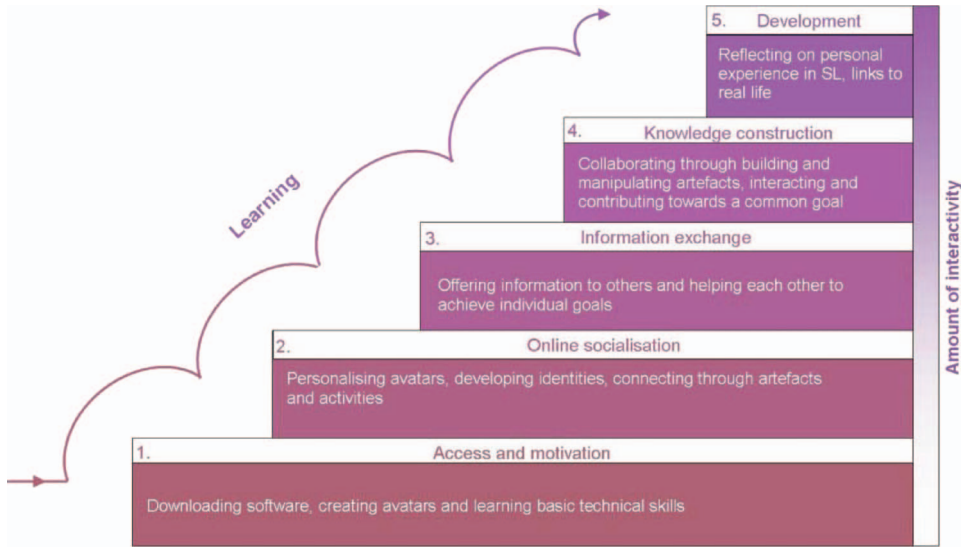 5. Development
Reflecting on personal
experience in SL, links to
real life
4. Knowledge construction
Collaborating through building and
manipulating artefacts, interacting and
contributing towards a common goal
3. Information exchange
Offering information to others and helping each other to
achieve individual goals
2. Online socialisation
Personalising avatars, developing identities, connecting through artefacts
and activities
1. Access and motivation
Downloading software, creating avatars and learning basic technical skills
Learning
Amount of interactivity